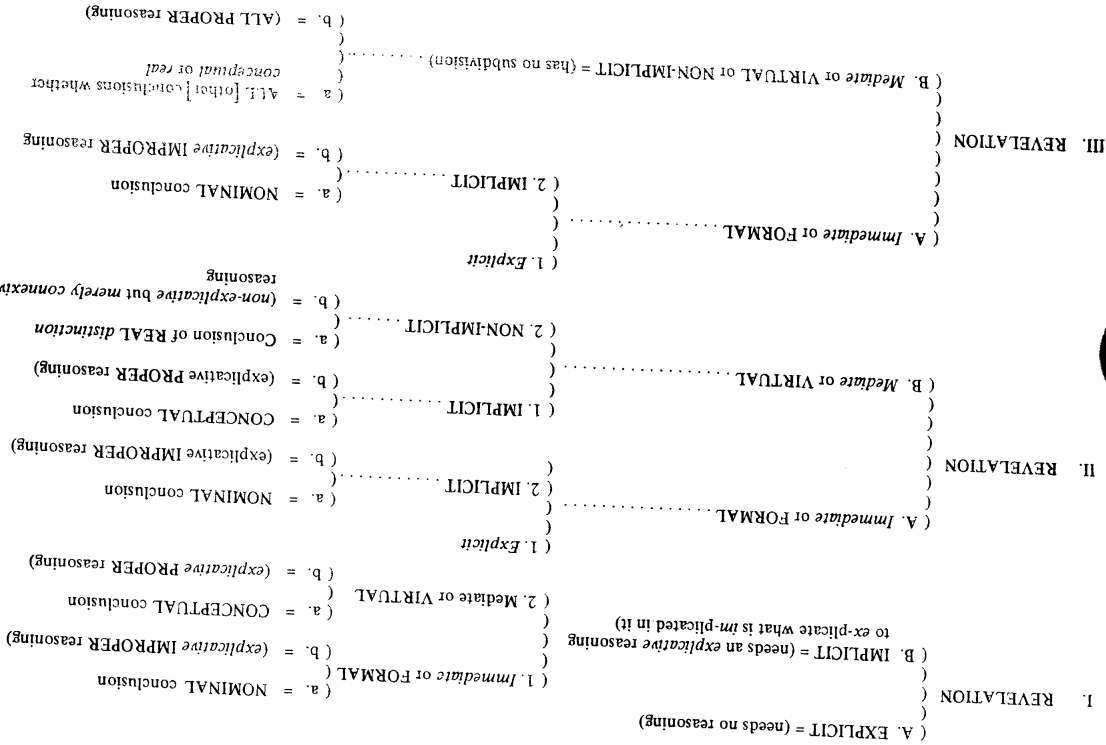 ( A. EXPLICIT = (needs no reasoning)
I. REVELATION
( B. IMPLICIT = (needs an explicative reasoning
to ex-plicate what is im-plicated in it)
( 1. Immediate or FORMAL
( a. = NOMINAL conclusion
( b. = (explicative IMPROPER reasoning)
( 2. Mediate or VIRTUAL
( a. = CONCEPTUAL conclusion
( b. = (explicative PROPER reasoning)
II. REVELATION
( A. Immediate or FORMAL
( 1. Explicit
( 2. IMPLICIT
( a. = NOMINAL conclusion
( b. = (explicative IMPROPER reasoning)
( B. Mediate or VIRTUAL
( 1. IMPLICIT
( a. = CONCEPTUAL conclusion
( b. = (explicative PROPER reasoning)
( 2. NON-IMPLICIT
( a. = Conclusion of REAL distinction
( b. = (non-explicative but merely connexiv
reasoning
III. REVELATION
( A. Immediate or FORMAL
( 1. Explicit
( 2. IMPLICIT
( a. = NOMINAL conclusion
( b. = (explicative IMPROPER reasoning
( B. Mediate or VIRTUAL or NON-IMPLICIT = (has no subdivision)
( a = ALL [other] conclusions whether
conceptual or real
( b. = (ALL PROPER reasoning)